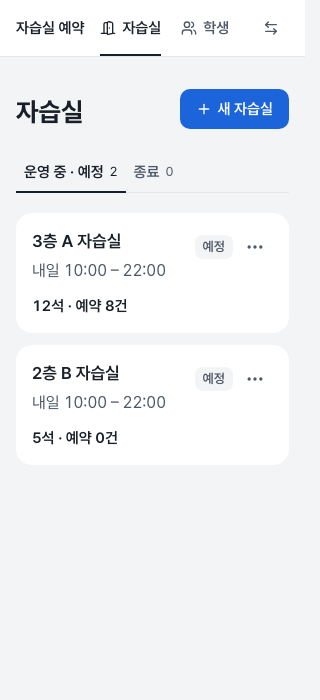 자습실 예약 자습실 학생
자습실
+ 새 자습실
운영 중 · 예정 2 종료 0
3층 A 자습실
예정
내일 10:00 – 22:00
12석 · 예약 8건
2층 B 자습실
예정
내일 10:00 – 22:00
5석 · 예약 0건